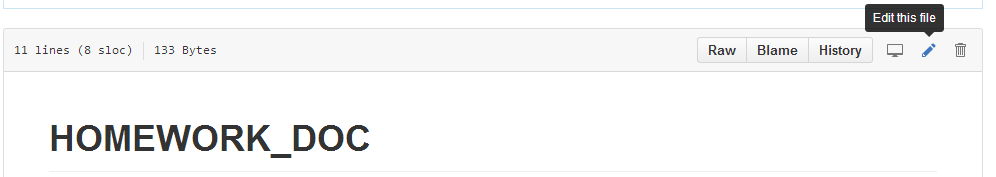 Edit this file
11 lines (8 sloc) 133 Bytes Raw Blame History
HOMEWORK_DOC